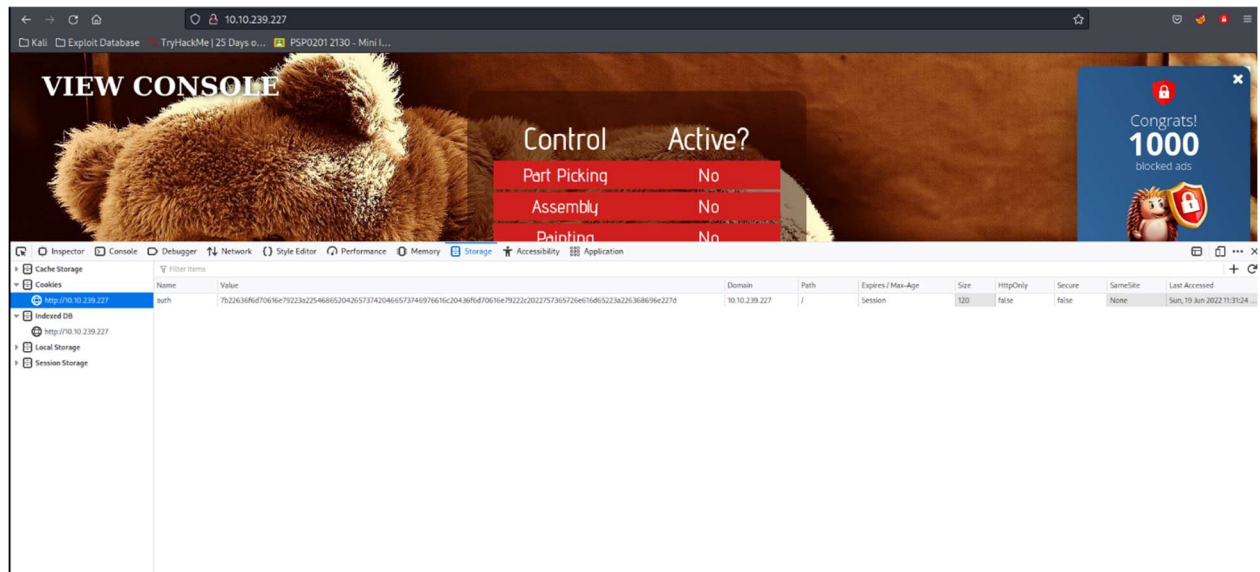 10.10.239.227
Kali Exploit Database TryHackMe | 25 Days o... PSP0201 2130 - Mini I...
VIEW CONSOLE
Control Active?
Part Picking No
Assembly No
Painting No
Congrats!
1000
blocked ads
Inspector Console Debugger Network Style Editor Performance Memory Storage Accessibility Application
Cache Storage
Cookies
http://10.10.239.227
Indexed DB
http://10.10.239.227
Local Storage
Session Storage
Filter Items
Name Value Domain Path Expires / Max-Age Size HttpOnly Secure SameSite Last Accessed
auth 7b22636f6d70616e79223a22546865204265737420466573746976616c20436f6d70616e79222c2022757365726e616d65223a226368696e227d 10.10.239.227 / Session 120 false false None Sun, 19 Jun 2022 11:31:24 ...